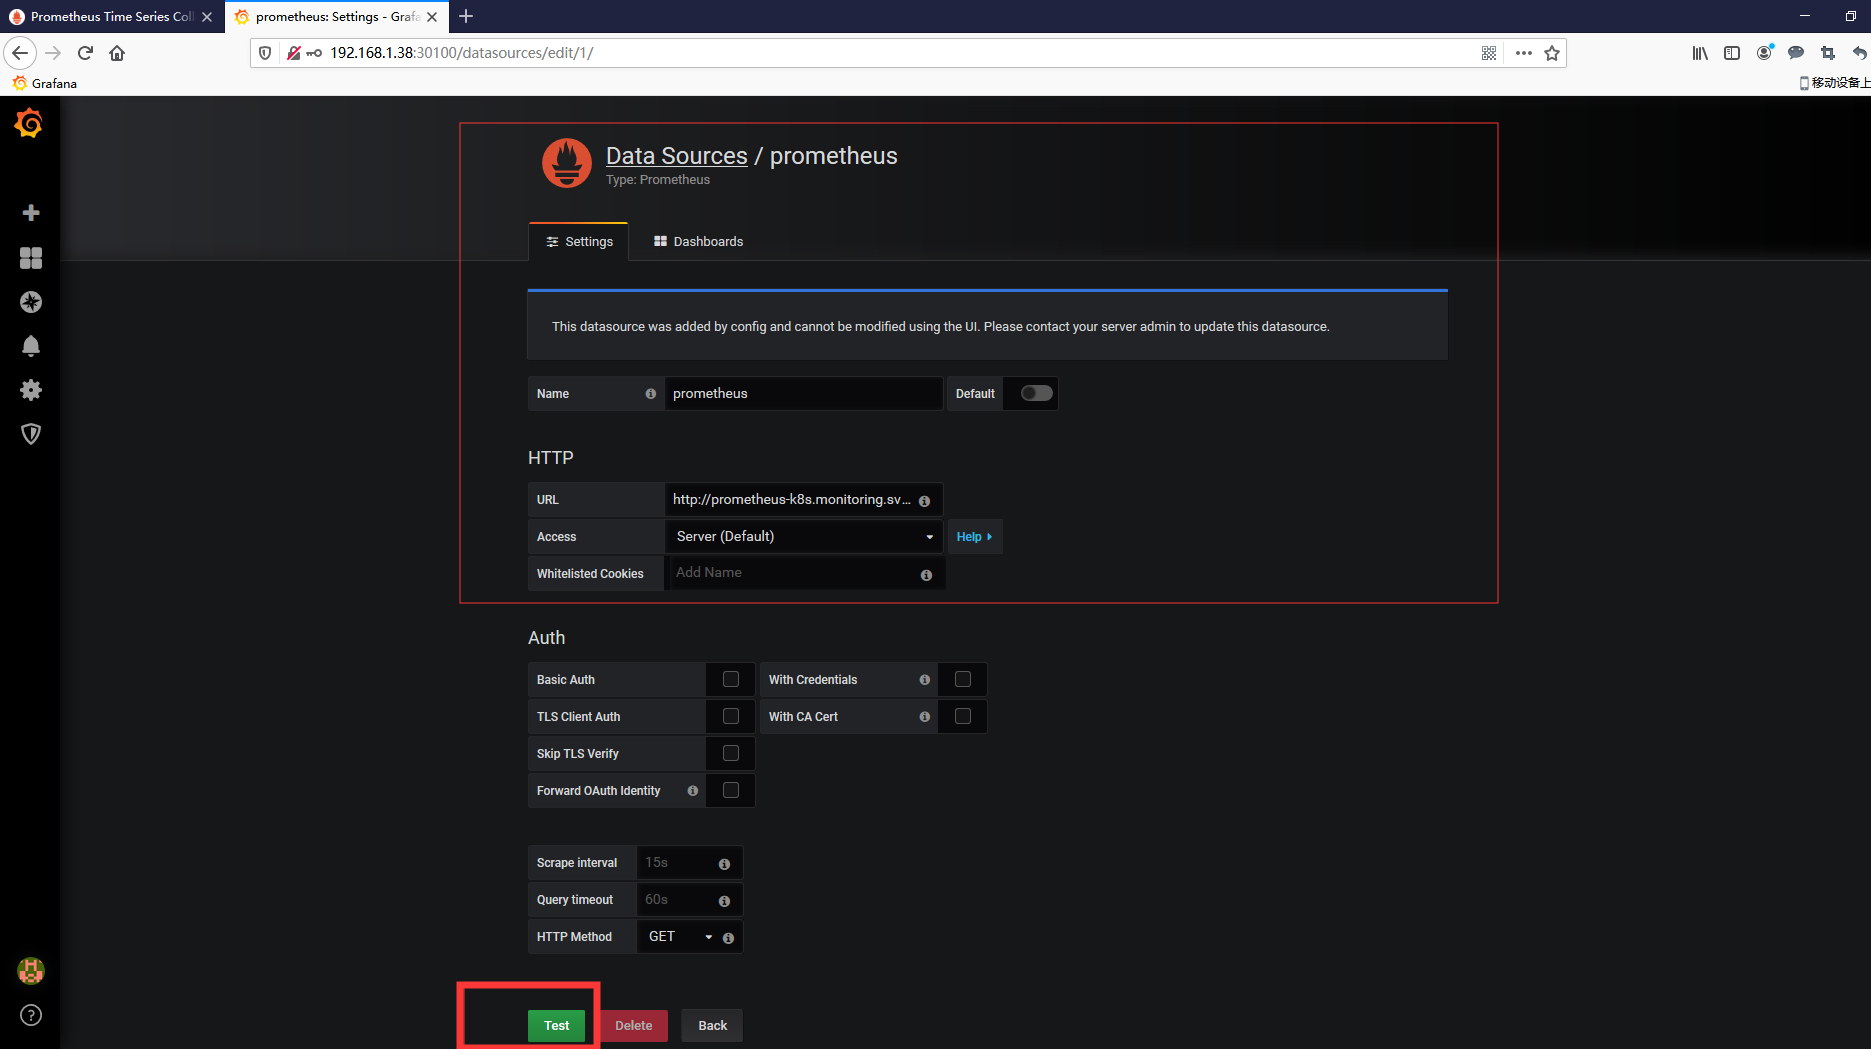 Prometheus Time Series Coll
prometheus: Settings - Grafa
192.168.1.38:30100/datasources/edit/1/
Grafana
移动设备上
Data Sources / prometheus
Type: Prometheus
Settings
Dashboards
This datasource was added by config and cannot be modified using the UI. Please contact your server admin to update this datasource.
Name
prometheus
Default
HTTP
URL
http://prometheus-k8s.monitoring.sv...
Access
Server (Default)
Help
Whitelisted Cookies
Add Name
Auth
Basic Auth
With Credentials
TLS Client Auth
With CA Cert
Skip TLS Verify
Forward OAuth Identity
Scrape interval
15s
Query timeout
60s
HTTP Method
GET
Test
Delete
Back